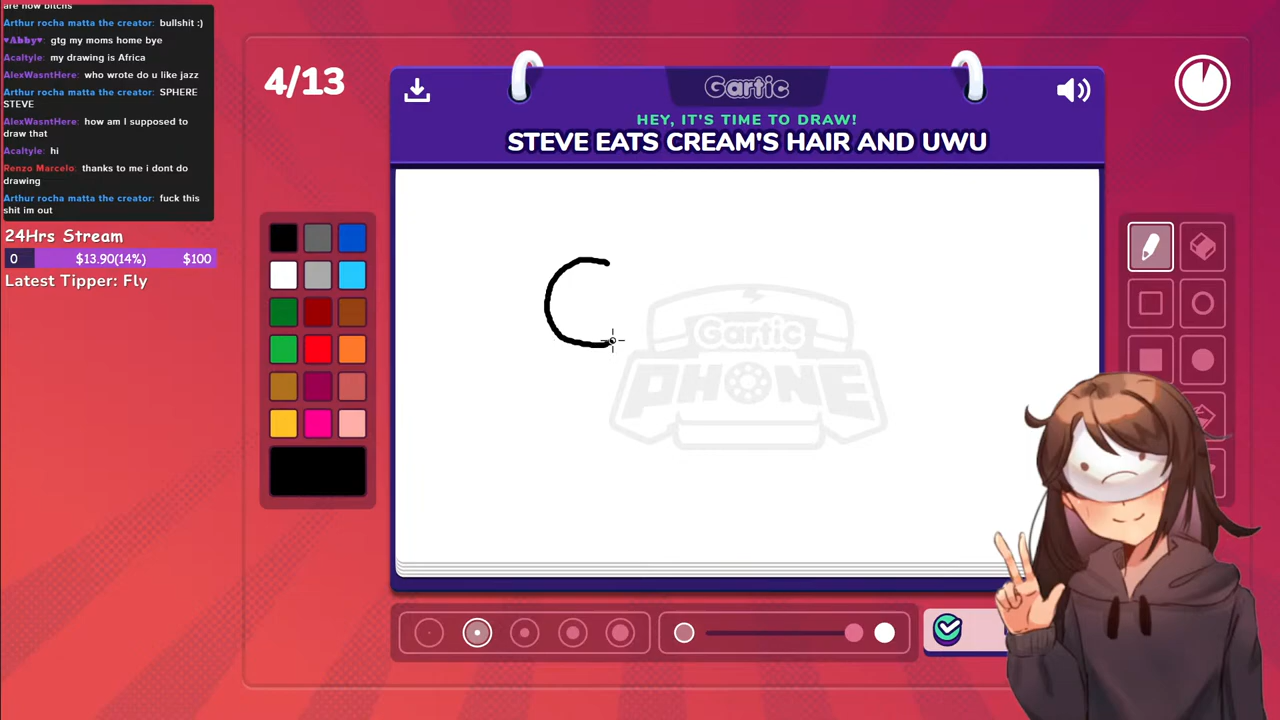 are now bitchs
Arthur rocha matta the creator: bullshit :)
♥Abby♥: gtg my moms home bye
Acaltyle: my drawing is Africa
AlexWasntHere: who wrote do u like jazz
Arthur rocha matta the creator: SPHERE
STEVE
AlexWasntHere: how am I supposed to
draw that
Acaltyle: hi
Renzo Marcelo: thanks to me i dont do
drawing
Arthur rocha matta the creator: fuck this
shit im out
24Hrs Stream
0 $13.90(14%) $100
Latest Tipper: Fly
4/13
Gartic
HEY, IT'S TIME TO DRAW!
STEVE EATS CREAM'S HAIR AND UWU
Gartic
PHONE